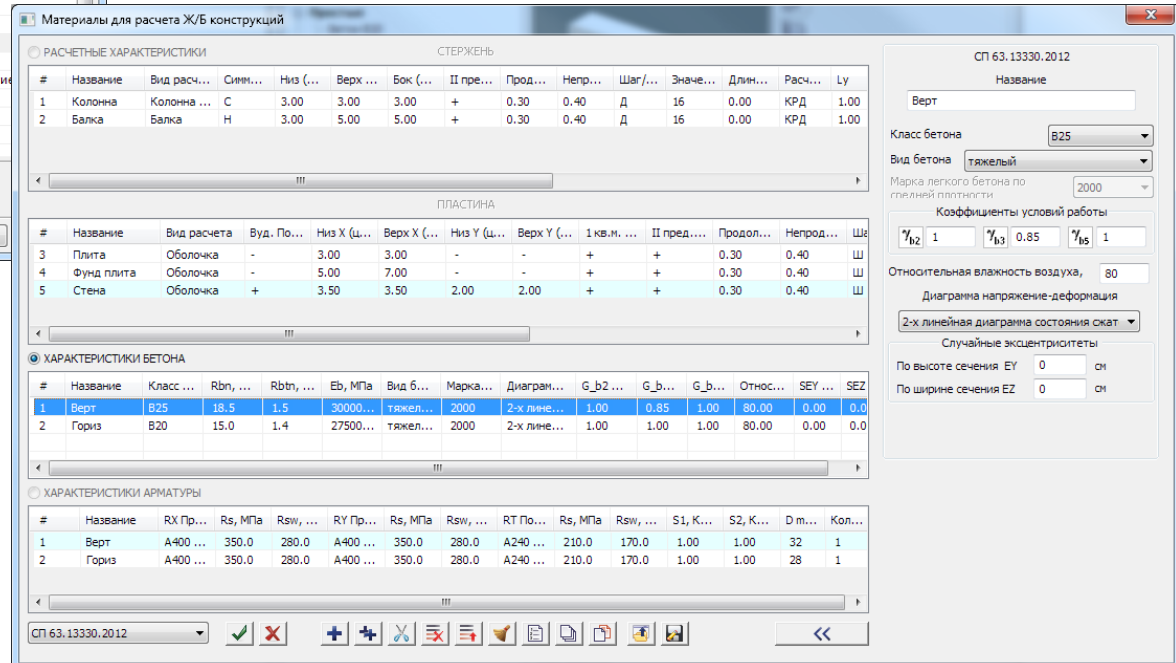 Материалы для расчета Ж/Б конструкций
РАСЧЕТНЫЕ ХАРАКТЕРИСТИКИ СТЕРЖЕНЬ
# Название Вид расч... Симм... Низ (... Верх ... Бок (... II пре... Прод... Непр... Шаг/... Значе... Длин... Расч... Ly
1 Колонна Колонна ... С 3.00 3.00 3.00 + 0.30 0.40 Д 16 0.00 КРД 1.00
2 Балка Балка Н 3.00 5.00 5.00 + 0.30 0.40 Д 16 0.00 КРД 1.00
ПЛАСТИНА
# Название Вид расчета Вуд. По... Низ X (ц... Верх X (... Низ Y (ц... Верх Y (... 1 кв.м. ... II пред.... Продол... Непрод... Ша
3 Плита Оболочка - 3.00 3.00 - - + + 0.30 0.40 Ш
4 Фунд плита Оболочка - 5.00 7.00 - - + + 0.30 0.40 Ш
5 Стена Оболочка + 3.50 3.50 2.00 2.00 + + 0.30 0.40 Ш
ХАРАКТЕРИСТИКИ БЕТОНА
# Название Класс ... Rbn, ... Rbtn, ... Eb, МПа Вид б... Марка... Диаграм... G_b2 ... G_b... G_b... Относ... SEY ... SEZ
1 Верт B25 18.5 1.5 30000... тяжел... 2000 2-х лине... 1.00 0.85 1.00 80.00 0.00 0.0
2 Гориз B20 15.0 1.4 27500... тяжел... 2000 2-х лине... 1.00 1.00 1.00 80.00 0.00 0.0
ХАРАКТЕРИСТИКИ АРМАТУРЫ
# Название RX Пр... Rs, МПа Rsw, ... RY Пр... Rs, МПа Rsw, ... RT По... Rs, МПа Rsw, ... S1, К... S2, К... D m... Кол...
1 Верт A400 ... 350.0 280.0 A400 ... 350.0 280.0 A240 ... 210.0 170.0 1.00 1.00 32 1
2 Гориз A400 ... 350.0 280.0 A400 ... 350.0 280.0 A240 ... 210.0 170.0 1.00 1.00 28 1
СП 63.13330.2012
<<
СП 63.13330.2012
Название
Верт
Класс бетона B25
Вид бетона тяжелый
Марка легкого бетона по
средней плотности 2000
Коэффициенты условий работы
γb2 1 γb3 0.85 γb5 1
Относительная влажность воздуха, 80
Диаграмма напряжение-деформация
2-х линейная диаграмма состояния сжат
Случайные эксцентриситеты
По высоте сечения EY 0 см
По ширине сечения EZ 0 см